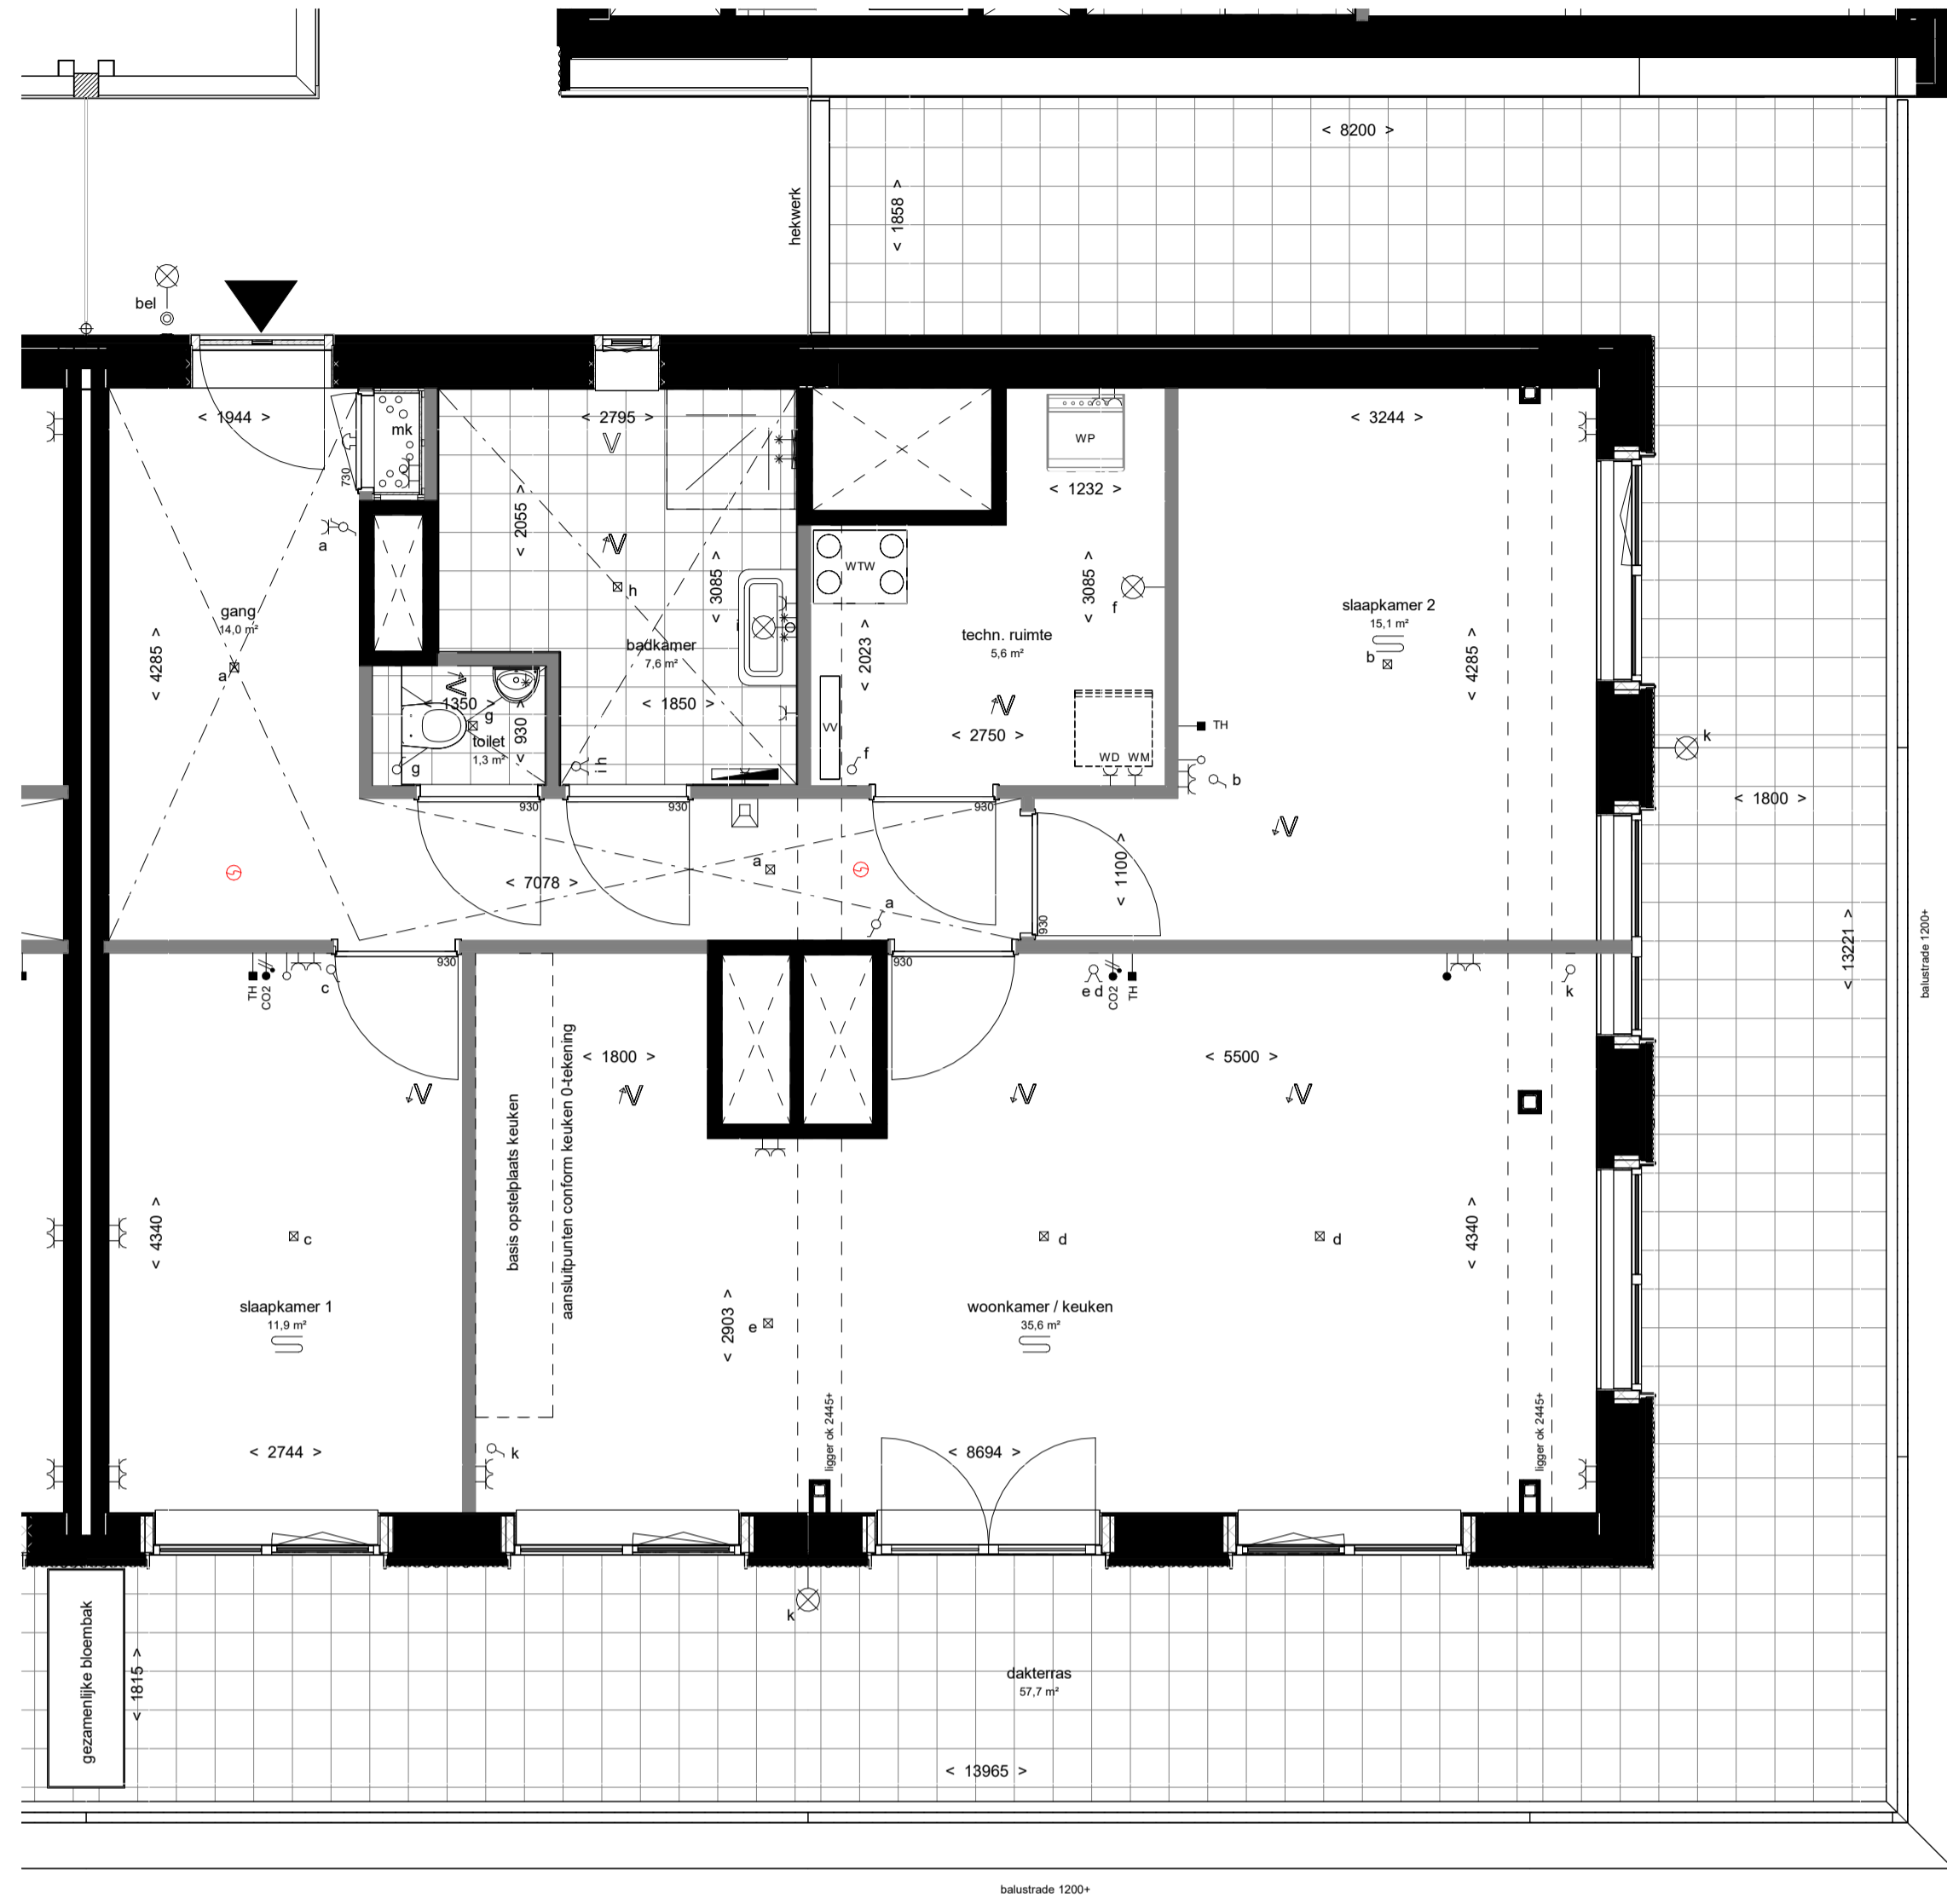 < 8200 >
hekwerk
< 1858 >
bel
< 1944 >
mk
730
< 2795 >
WP
< 1232 >
< 3244 >
a
< 2055 >
h
< 3085 >
WTW
< 3085 >
f
gang
14,0 m²
a
< 4285 >
badkamer
7,6 m²
i
< 2023 >
techn. ruimte
5,6 m²
slaapkamer 2
15,1 m²
b
< 4285 >
< 1350 >
g
< 930 >
toilet
1,3 m²
g
< 1850 >
i h
VV
f
< 2750 >
WD WM
TH
b
k
< 1800 >
930
930
930
a
< 7078 >
a
< 1100 >
930
< 13221 >
balustrade 1200+
930
930
TH
CO2
c
e d
CO2
TH
k
< 1800 >
< 5500 >
basis opstelplaats keuken
aansluitpunten conform keuken 0-tekening
< 4340 >
c
d
d
< 4340 >
slaapkamer 1
11,9 m²
< 2903 >
e
woonkamer / keuken
35,6 m²
ligger ok 2445+
ligger ok 2445+
< 2744 >
k
< 8694 >
k
gezamenlijke bloembak
< 1815 >
dakterras
57,7 m²
< 13965 >
balustrade 1200+